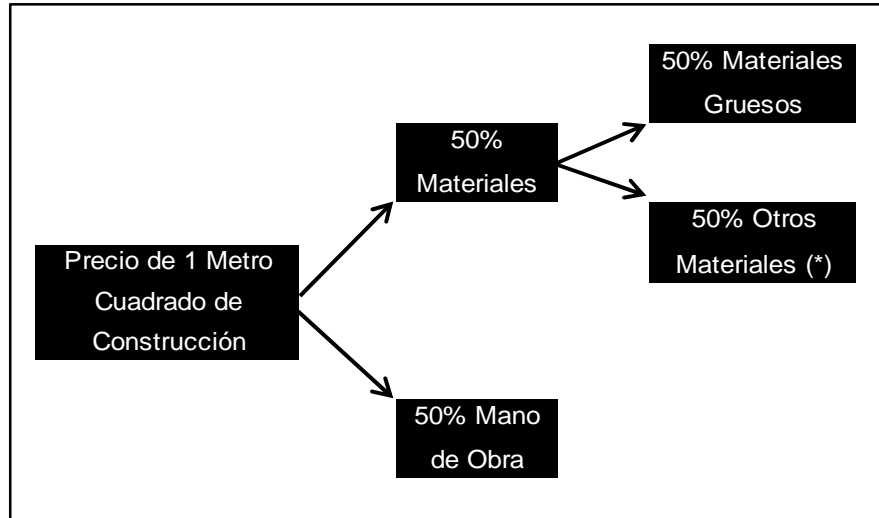 50% Materiales
Gruesos
50%
Materiales
50% Otros
Materiales (*)
Precio de 1 Metro
Cuadrado de
Construcción
50% Mano
de Obra